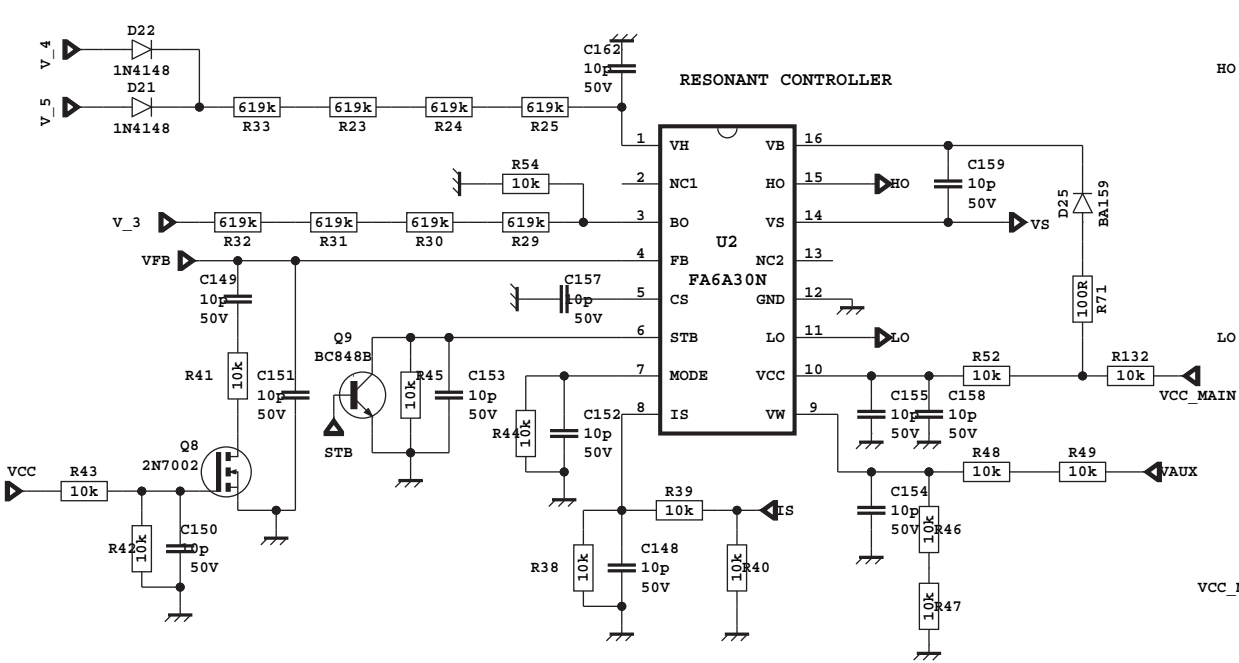 D22
V_4
1N4148
D21
V_5
1N4148
619k
R33
619k
R23
619k
R24
619k
R25
C162
10p
50V
RESONANT CONTROLLER
HO
R54
10k
V_3
619k
R32
619k
R31
619k
R30
619k
R29
VFB
C149
10p
50V
C157
10p
50V
Q9
BC848B
STB
R41
10k
C151
10p
50V
R45
10k
C153
10p
50V
R44
10k
C152
10p
50V
Q8
2N7002
VCC
R43
10k
R42
10k
C150
10p
50V
R39
10k
IS
R38
10k
C148
10p
50V
10k
R40
1 VH
2 NC1
3 BO
4 FB
5 CS
6 STB
7 MODE
8 IS
U2
FA6A30N
VB 16
HO 15
VS 14
NC2 13
GND 12
LO 11
VCC 10
VW 9
HO
C159
10p
50V
VS
D25
BA159
100R
R71
LO
LO
R52
10k
R132
10k
VCC_MAIN
C155
10p
50V
C158
10p
50V
R48
10k
R49
10k
VAUX
C154
10p
50V
10k
R46
10k
R47